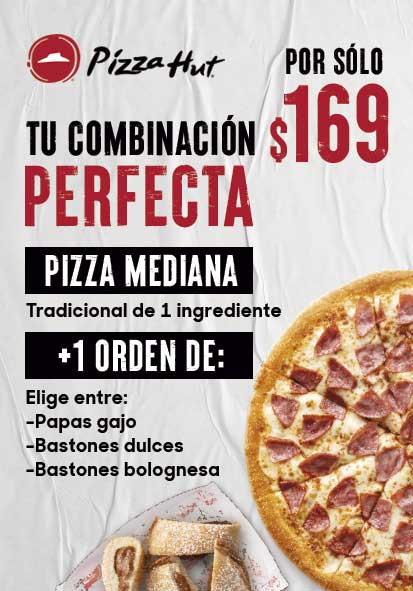 Pizza Hut
POR SÓLO
$169
TU COMBINACIÓN
PERFECTA
PIZZA MEDIANA
Tradicional de 1 ingrediente
+1 ORDEN DE:
Elige entre:
-Papas gajo
-Bastones dulces
-Bastones bolognesa